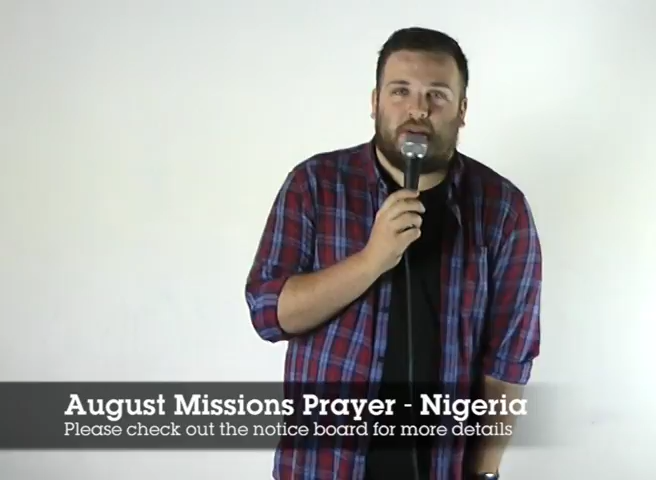 August Missions Prayer - Nigeria
Please check out the notice board for more details